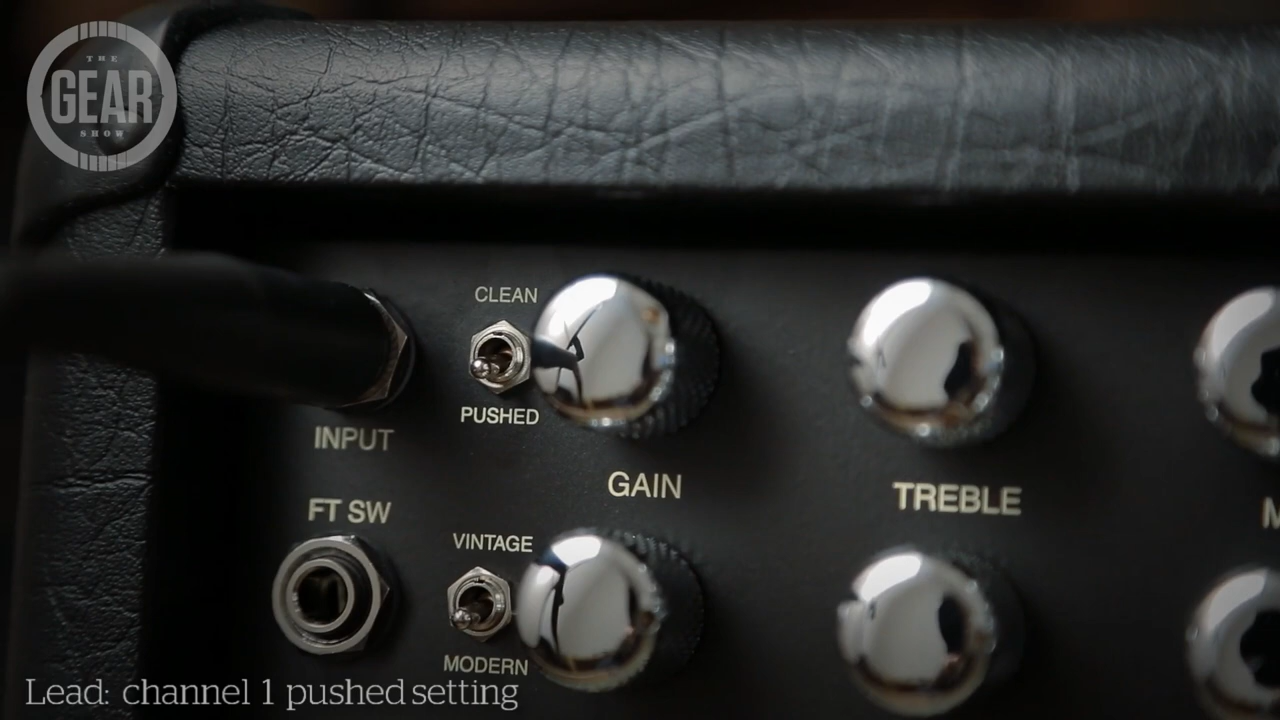 THE
GEAR
SHOW
CLEAN
PUSHED
INPUT
GAIN
TREBLE
FT SW
VINTAGE
MODERN
Lead: channel 1 pushed setting